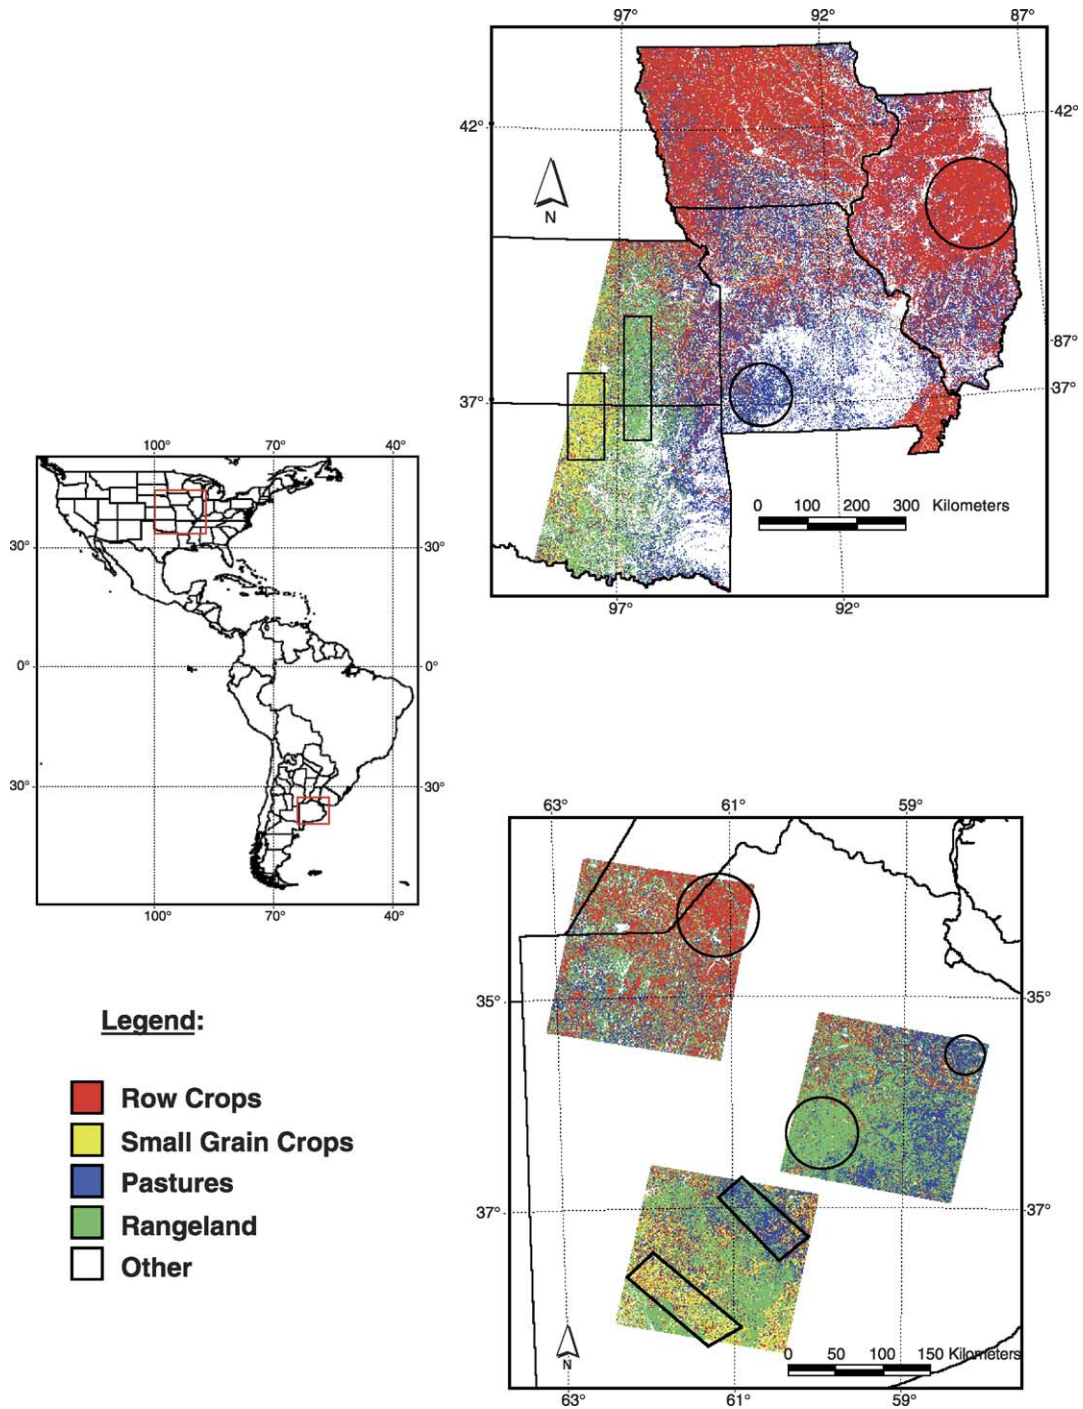 97° 92° 87°
42° 42°
N
87°
37° 37°
0 100 200 300 Kilometers
97° 92°
100° 70° 40°
30° 30°
0° 0°
30° 30°
100° 70° 40°
63° 61° 59°
35° 35°
37° 37°
N
0 50 100 150 Kilometers
63° 61° 59°
Legend:
Row Crops
Small Grain Crops
Pastures
Rangeland
Other